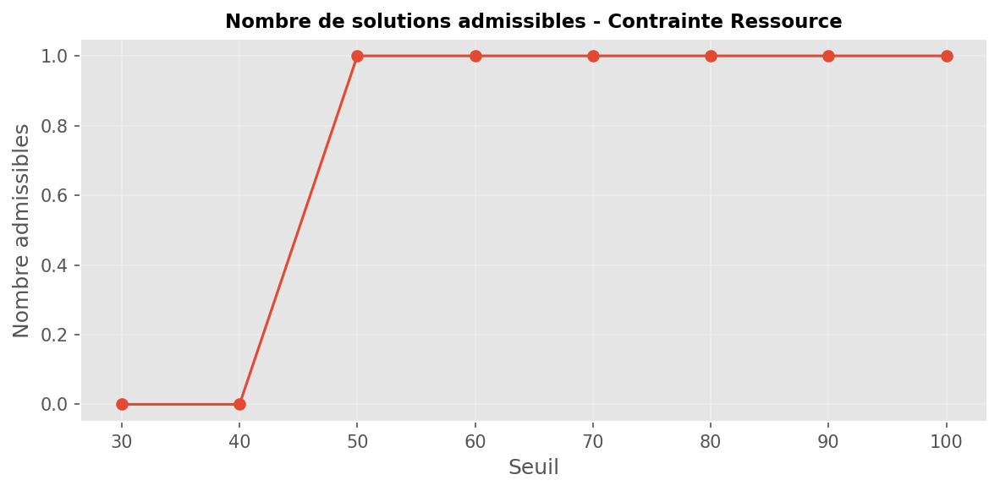 Nombre de solutions admissibles - Contrainte Ressource
Nombre admissibles
1.0
0.8
0.6
0.4
0.2
0.0
30 40 50 60 70 80 90 100
Seuil